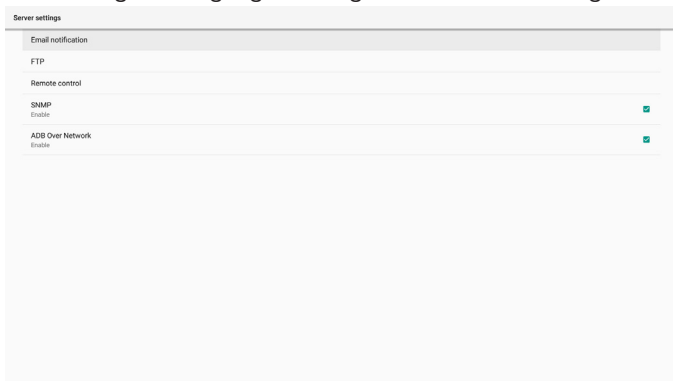 Server settings
Email notification
FTP
Remote control
SNMP
Enable
ADB Over Network
Enable